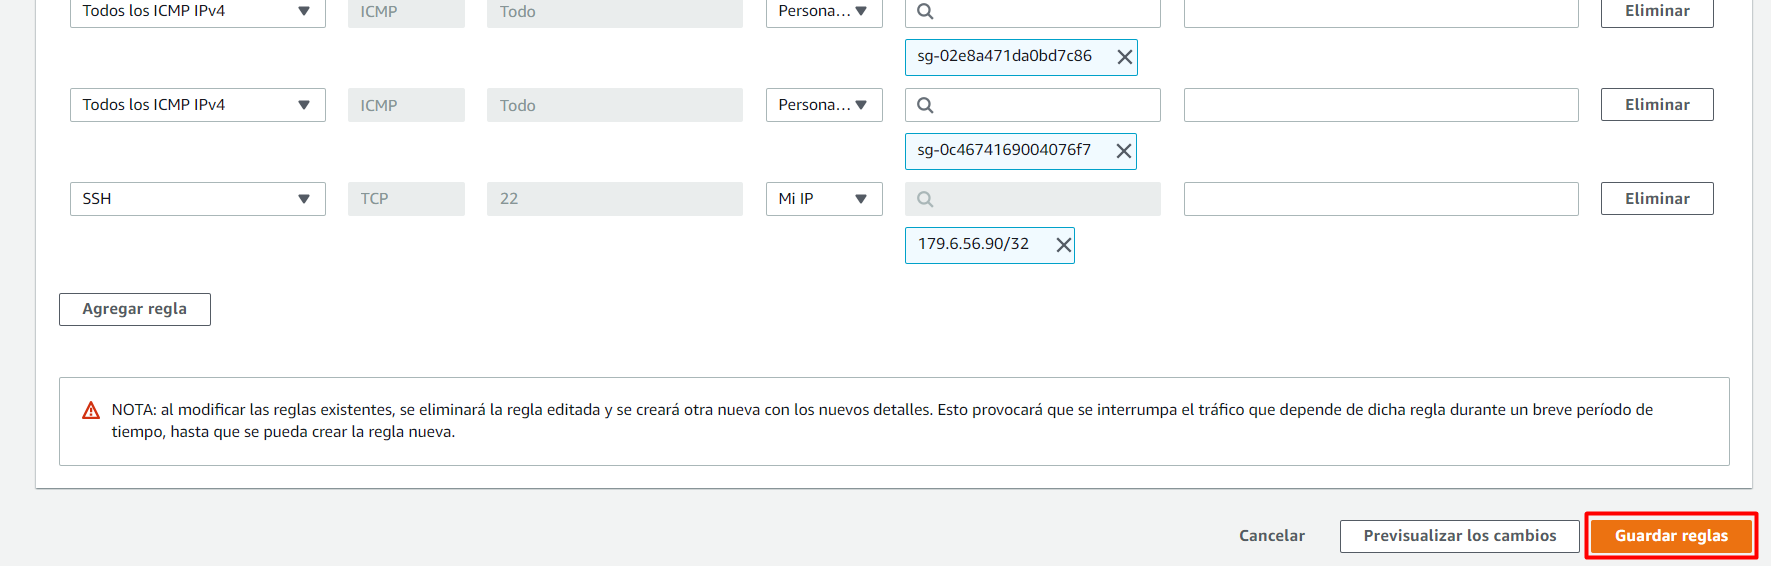 Todos los ICMP IPv4 ICMP Todo Persona... Eliminar
sg-02e8a471da0bd7c86
Todos los ICMP IPv4 ICMP Todo Persona... Eliminar
sg-0c4674169004076f7
SSH TCP 22 Mi IP Eliminar
179.6.56.90/32
Agregar regla
NOTA: al modificar las reglas existentes, se eliminará la regla editada y se creará otra nueva con los nuevos detalles. Esto provocará que se interrumpa el tráfico que depende de dicha regla durante un breve período de
tiempo, hasta que se pueda crear la regla nueva.
Cancelar Previsualizar los cambios Guardar reglas